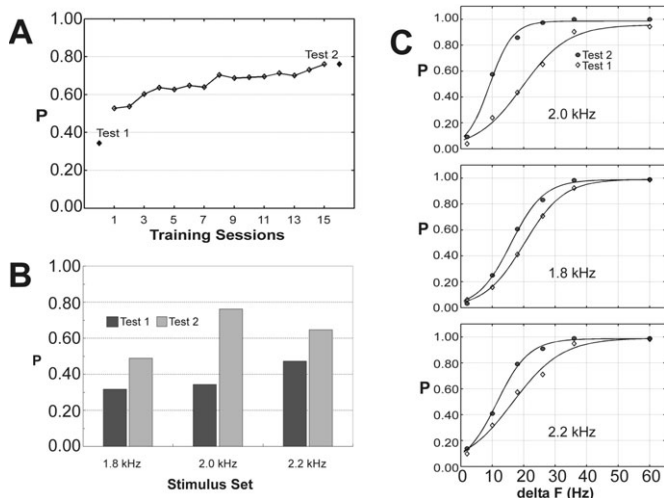 A
1.00
0.80
0.60
P
0.40
0.20
0.00
Test 1
Test 2
1 3 5 7 9 11 13 15
Training Sessions
B
1.00
0.80
0.60
P
0.40
0.20
0.00
Test 1 Test 2
1.8 kHz 2.0 kHz 2.2 kHz
Stimulus Set
C
1.00
0.80
P
0.60
0.40
0.20
0.00
Test 2
Test 1
2.0 kHz
1.00
0.80
P
0.60
0.40
0.20
0.00
1.8 kHz
1.00
0.80
P
0.60
0.40
0.20
0.00
2.2 kHz
0 10 20 30 40 50 60
delta F (Hz)